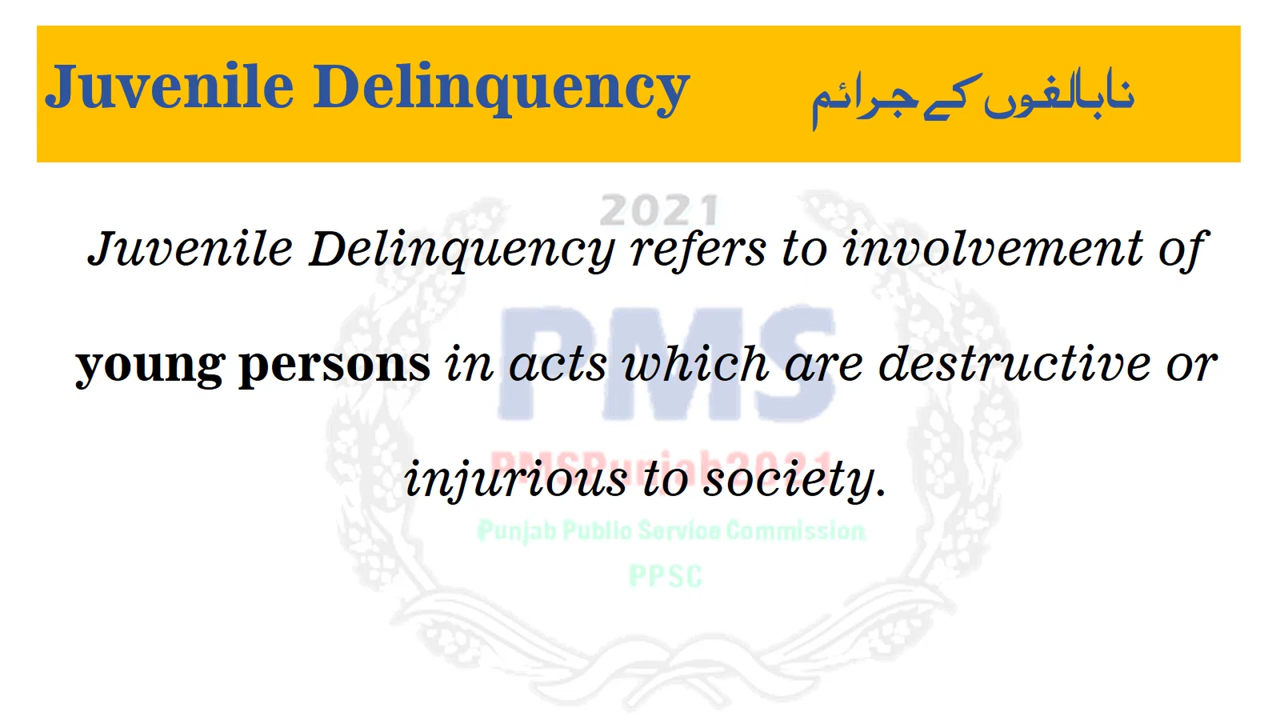 Juvenile Delinquency نابالغوں کے جرائم
2021
Juvenile Delinquency refers to involvement of
PMS
young persons in acts which are destructive or
PMSPunjab2021
injurious to society.
Punjab Public Service Commission
PPSC